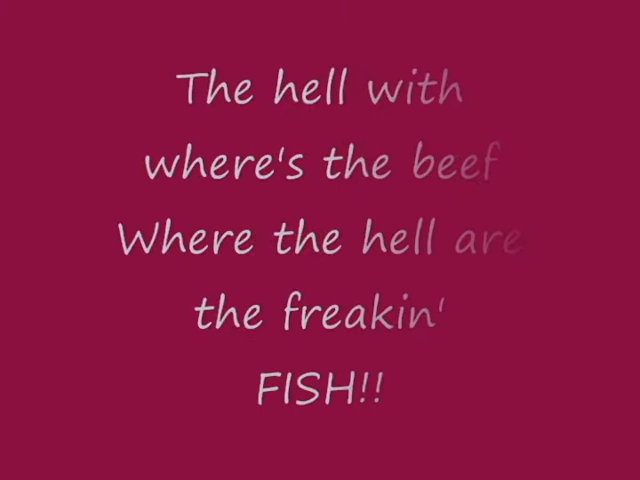 The hell with
where's the beef
Where the hell are
the freakin'
FISH!!